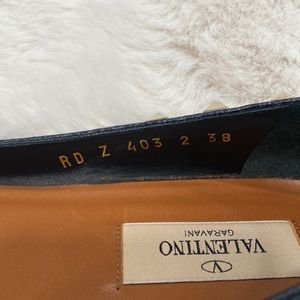 RD Z 403 2 38
V
VALENTINO
GARAVANI